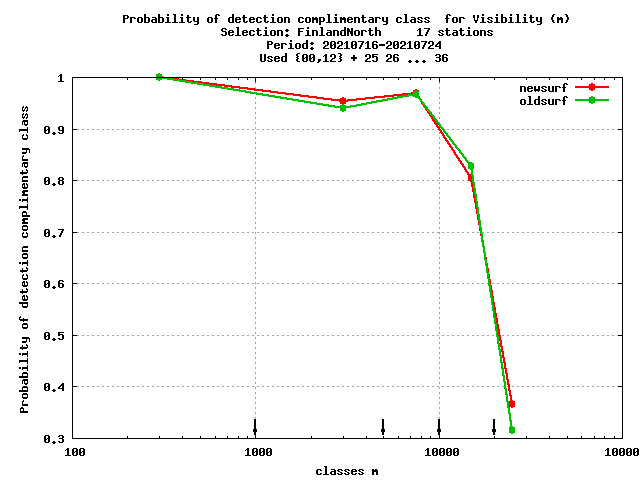 Probability of detection complimentary class  for Visibility (m)
Selection: FinlandNorth     17 stations
Period: 20210716-20210724
Used {00,12} + 25 26 ... 36
newsurf
oldsurf
Probability of detection complimentary class
1
0.9
0.8
0.7
0.6
0.5
0.4
0.3
100
1000
10000
10000
classes m